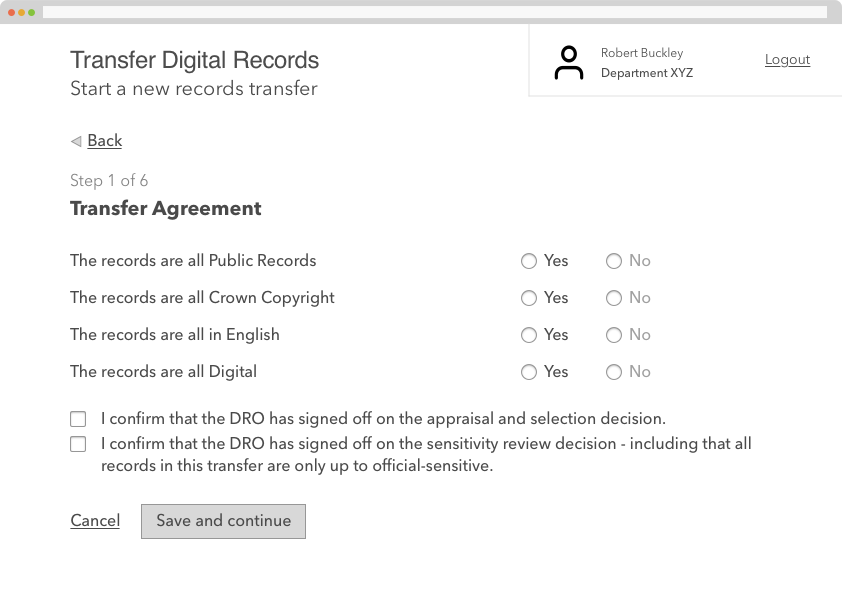 Transfer Digital Records
Start a new records transfer
Robert Buckley
Department XYZ
Logout
Back
Step 1 of 6
Transfer Agreement
The records are all Public Records Yes No
The records are all Crown Copyright Yes No
The records are all in English Yes No
The records are all Digital Yes No
I confirm that the DRO has signed off on the appraisal and selection decision.
I confirm that the DRO has signed off on the sensitivity review decision - including that all
records in this transfer are only up to official-sensitive.
Cancel Save and continue